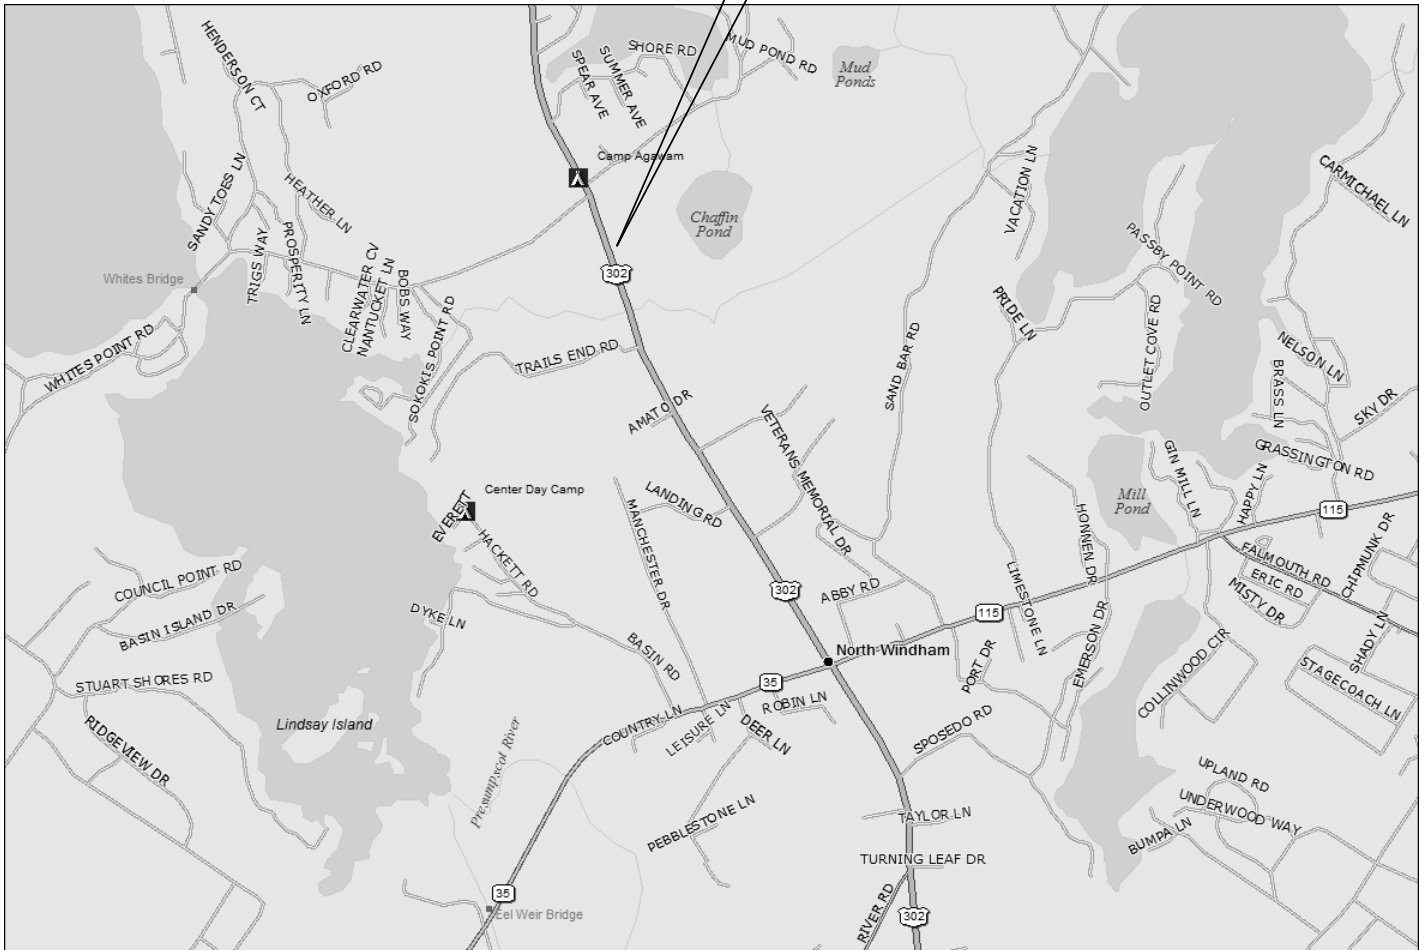 HENDERSON CT
OXFORD RD
SPEAR AVE
SUMMER AVE
SHORE RD
MUD POND RD
Mud
Ponds
Camp Agawam
SANDY TOES LN
HEATHER LN
TRIGS WAY
PROSPERITY LN
Whites Bridge
WHITES POINT RD
CLEARWATER CV
NANTUCKET LN
BOBS WAY
SOKOKIS POINT RD
TRAILS END RD
Chaffin
Pond
302
AMATO DR
VACATION LN
CARMICHAEL LN
PASSBY POINT RD
PRIDE LN
OUTLET COVE RD
SAND BAR RD
NELSON LN
BRASS LN
SKY DR
GRASSINGTON RD
VETERANS MEMORIAL DR
LANDING RD
MANCHESTER DR
Center Day Camp
EVERETT
HACKETT RD
Mill
Pond
GIN MILL LN
HAPPY LN
115
HONNEN DR
FALMOUTH RD
ERIC RD
MISTY DR
CHIPMUNK DR
SHADY LN
STAGECOACH LN
COUNCIL POINT RD
BASIN ISLAND DR
DYKE LN
BASIN RD
302
ABBY RD
115
LIMESTONE LN
EMERSON DR
North Windham
PORT DR
COLLINWOOD CIR
STUART SHORES RD
RIDGEVIEW DR
Lindsay Island
35
ROBIN LN
COUNTRY LN
LEISURE LN
DEER LN
SPOSEDO RD
Presumpscot River
UPLAND RD
UNDERWOOD WAY
BUMPA LN
PEBBLESTONE LN
TAYLOR LN
TURNING LEAF DR
35
Eel Weir Bridge
RIVER RD
302